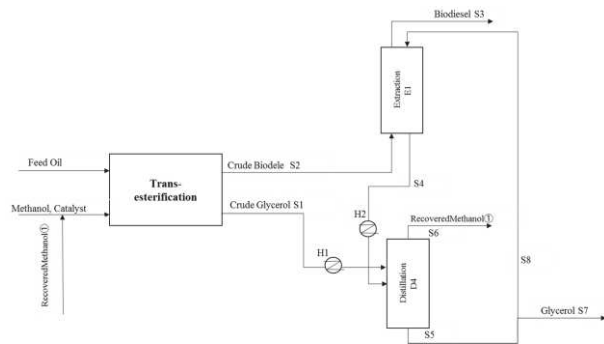 Biodiesel S3
Extraction
E1
Feed Oil
Trans-
esterification
Crude Biodele S2
S4
Methanol, Catalyst
Crude Glycerol S1
H2
RecoveredMethanol①
S6
RecoveredMethanol①
H1
Distillation
D4
S8
Glycerol S7
S5